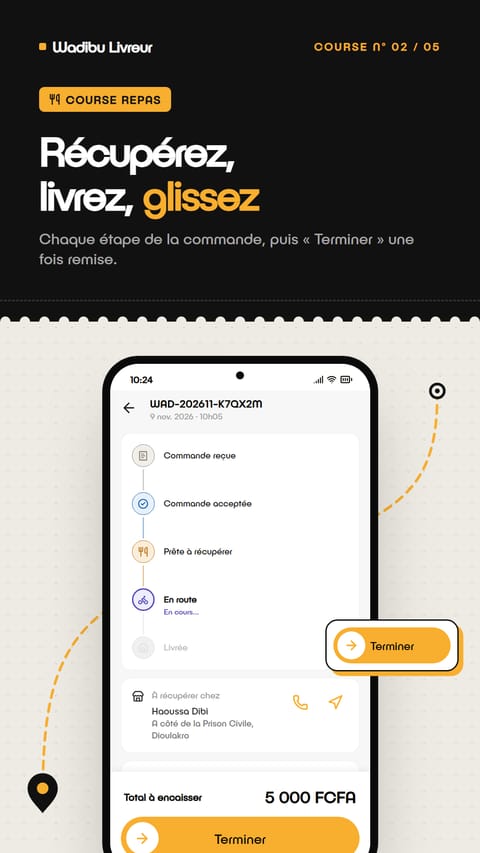 Wadibu Livreur
COURSE N° 02 / 05
COURSE REPAS
Récupérez,
livrez, glissez
Chaque étape de la commande, puis « Terminer » une
fois remise.
10:24
WAD-202611-K7QX2M
9 nov. 2026 · 10h05
Commande reçue
Commande acceptée
Prête à récupérer
En route
En cours...
Livrée
Terminer
À récupérer chez
Haoussa Dibi
A côté de la Prison Civile,
Dioulakro
Total à encaisser
5 000 FCFA
Terminer